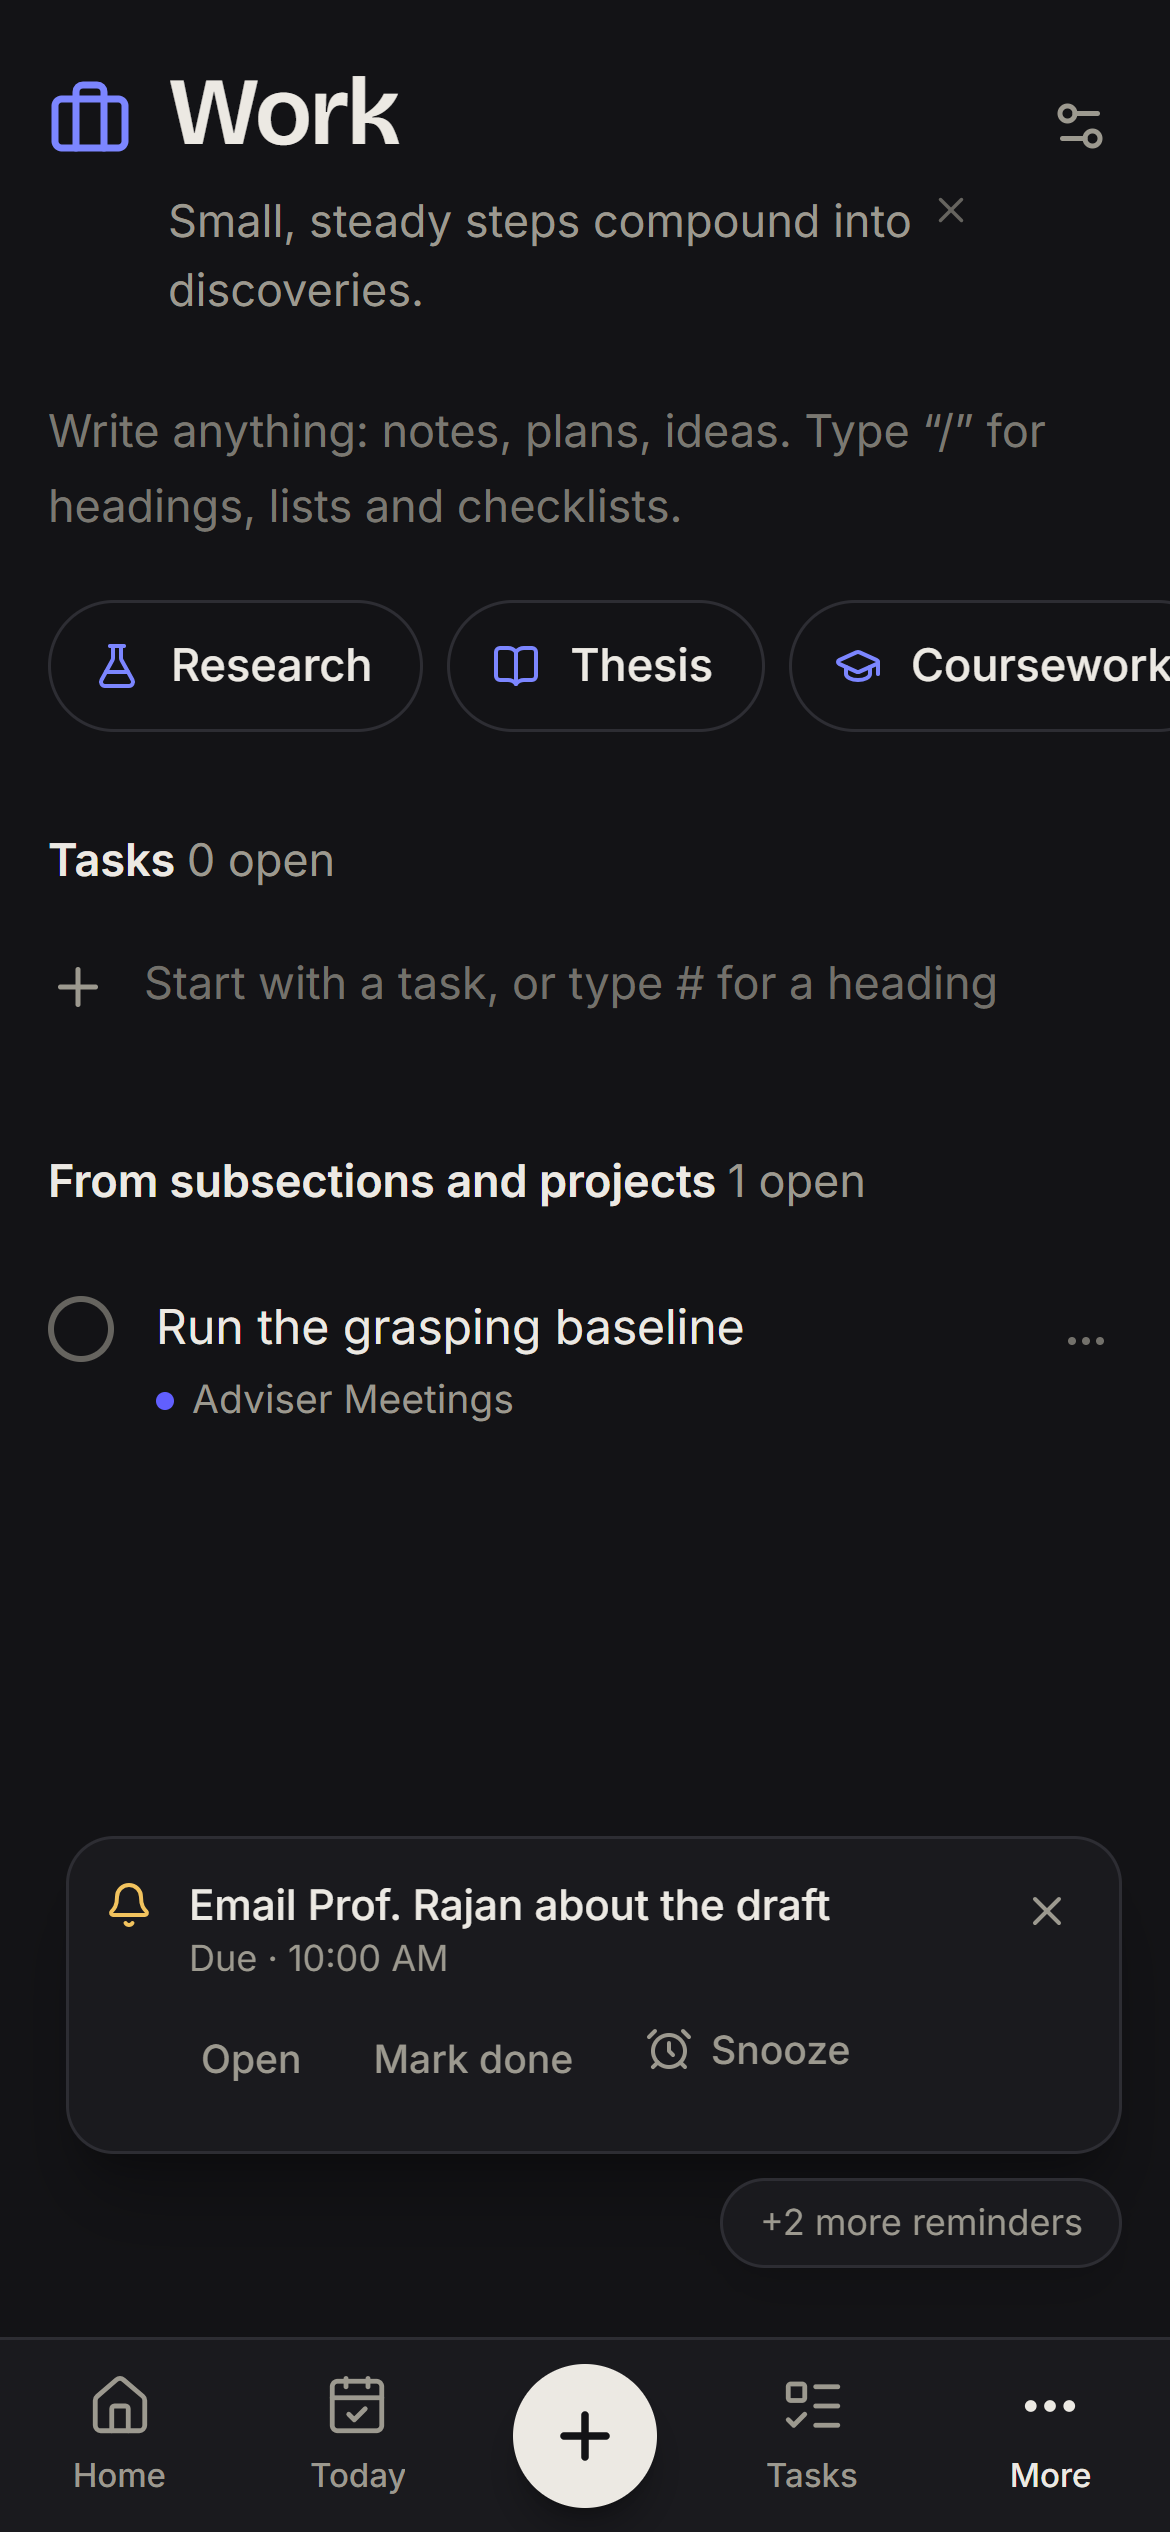 Work
Small, steady steps compound into
discoveries.
Write anything: notes, plans, ideas. Type “/” for
headings, lists and checklists.
Research
Thesis
Coursework
Tasks 0 open
Start with a task, or type # for a heading
From subsections and projects 1 open
Run the grasping baseline
Adviser Meetings
Email Prof. Rajan about the draft
Due · 10:00 AM
Open
Mark done
Snooze
+2 more reminders
Home
Today
Tasks
More